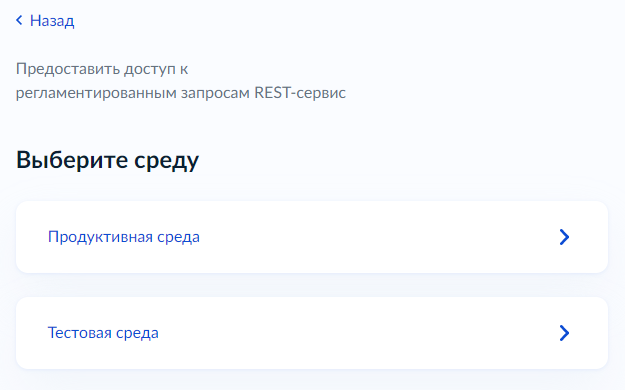 Назад
Предоставить доступ к
регламентированным запросам REST-сервис
Выберите среду
Продуктивная среда
Тестовая среда